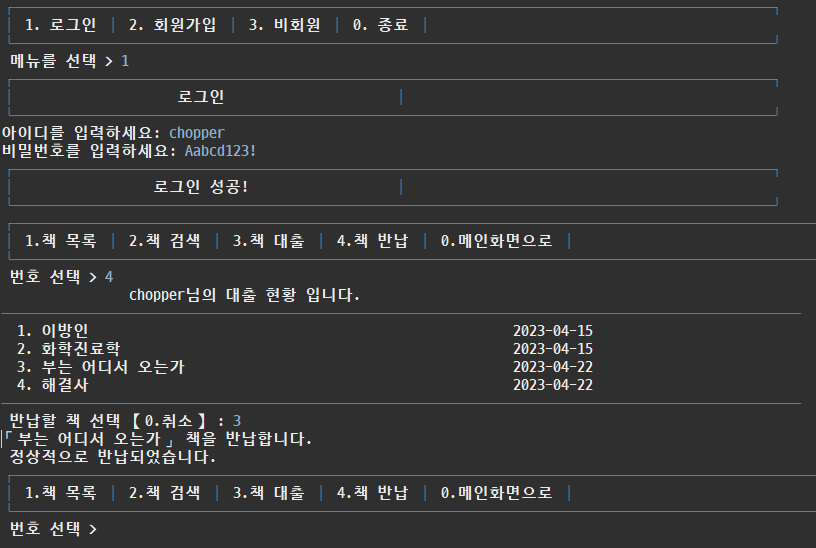 1. 로그인 | 2. 회원가입 | 3. 비회원 | 0. 종료 |
메뉴를 선택 > 1
로그인 |
아이디를 입력하세요: chopper
비밀번호를 입력하세요: Aabcd123!
로그인 성공! |
1.책 목록 | 2.책 검색 | 3.책 대출 | 4.책 반납 | 0.메인화면으로 |
번호 선택 > 4
chopper님의 대출 현황 입니다.
1. 이방인 2023-04-15
2. 화학진료학 2023-04-15
3. 부는 어디서 오는가 2023-04-22
4. 해결사 2023-04-22
반납할 책 선택 【 0.취소 】 : 3
「 부는 어디서 오는가 」 책을 반납합니다.
정상적으로 반납되었습니다.
1.책 목록 | 2.책 검색 | 3.책 대출 | 4.책 반납 | 0.메인화면으로 |
번호 선택 >